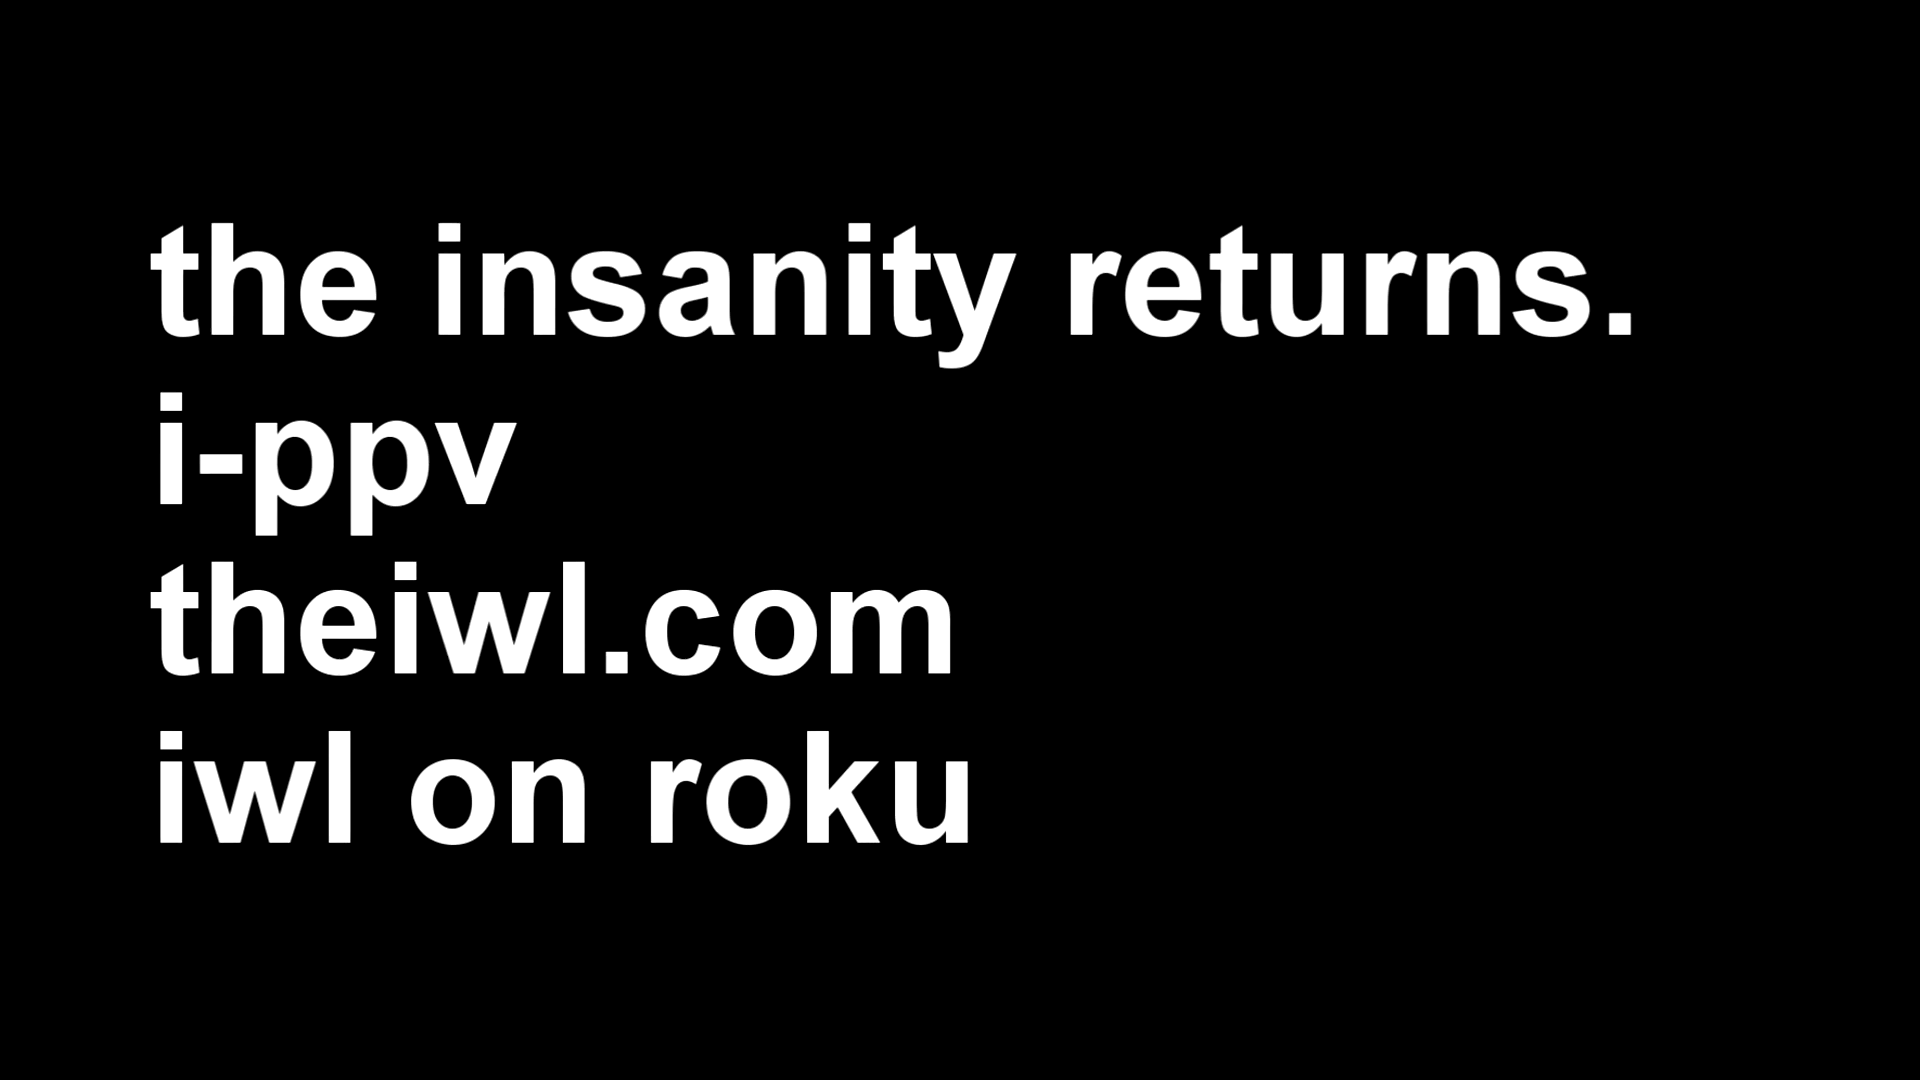 the insanity returns.
i-ppv
theiwl.com
iwl on roku